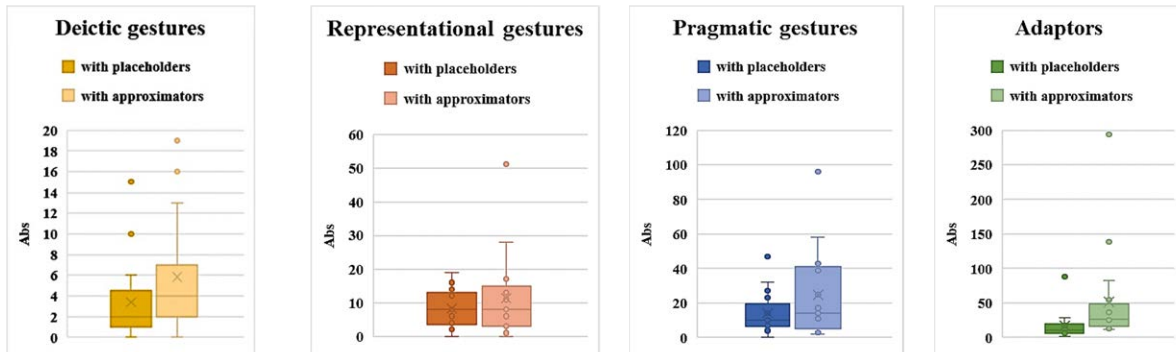 Deictic gestures
with placeholders
with approximators
20
18
16
14
12
10
8
6
4
2
0
Abs
Representational gestures
with placeholders
with approximators
60
50
40
30
20
10
0
Abs
Pragmatic gestures
with placeholders
with approximators
120
100
80
60
40
20
0
Abs
Adaptors
with placeholders
with approximators
300
250
200
150
100
50
0
Abs